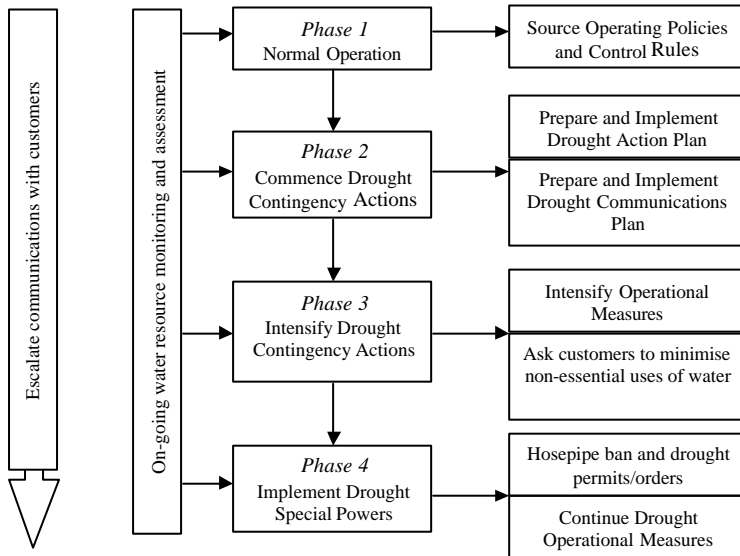 Escalate communications with customers
On-going water resource monitoring and assessment
Phase 1
Normal Operation
Source Operating Policies
and Control Rules
Phase 2
Commence Drought
Contingency Actions
Prepare and Implement
Drought Action Plan
Prepare and Implement
Drought Communications
Plan
Phase 3
Intensify Drought
Contingency Actions
Intensify Operational
Measures
Ask customers to minimise
non-essential uses of water
Phase 4
Implement Drought
Special Powers
Hosepipe ban and drought
permits/orders
Continue Drought
Operational Measures